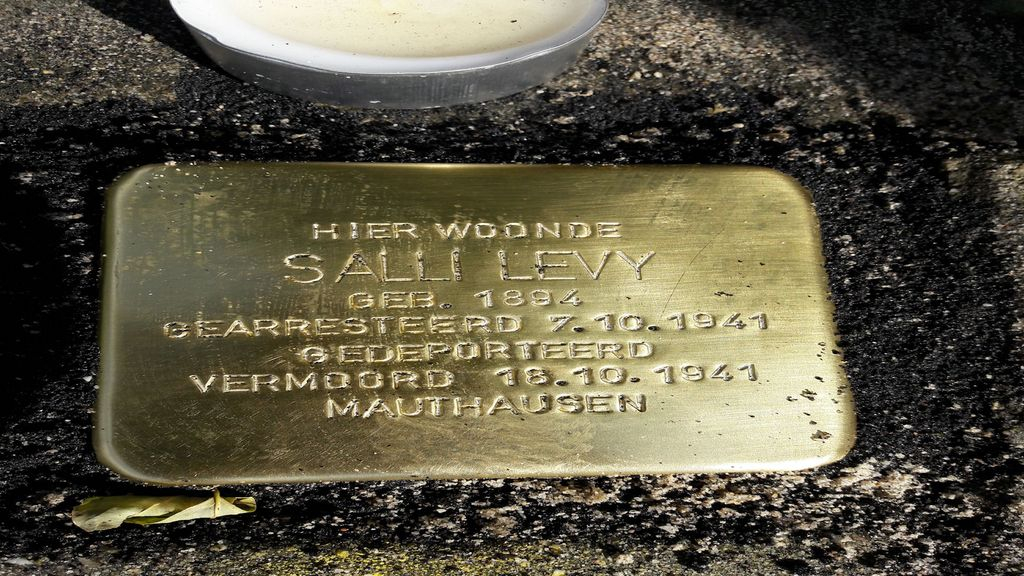 HIER WOONDE
SALLI LEVY
GEB. 1894
GEARRESTEERD 7.10.1941
GEDEPORTEERD
VERMOORD 18.10.1941
MAUTHAUSEN